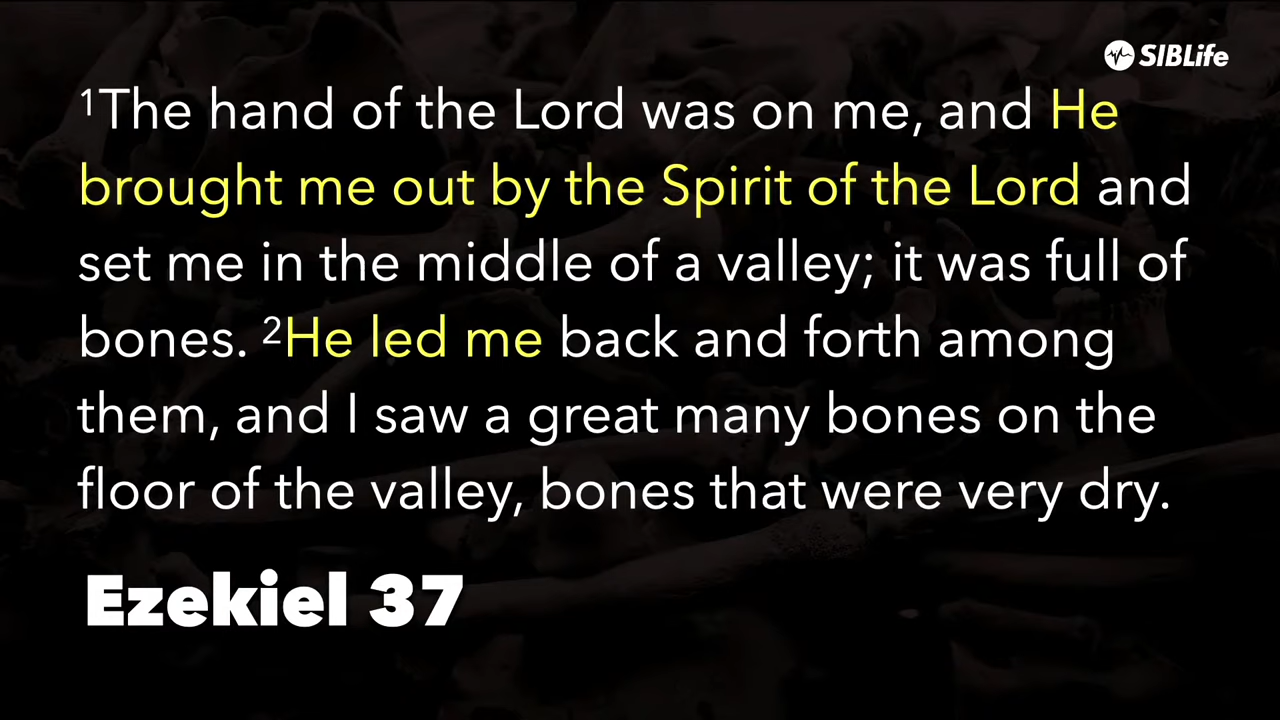 SIBLife
¹The hand of the Lord was on me, and He
brought me out by the Spirit of the Lord and
set me in the middle of a valley; it was full of
bones. ²He led me back and forth among
them, and I saw a great many bones on the
floor of the valley, bones that were very dry.
Ezekiel 37